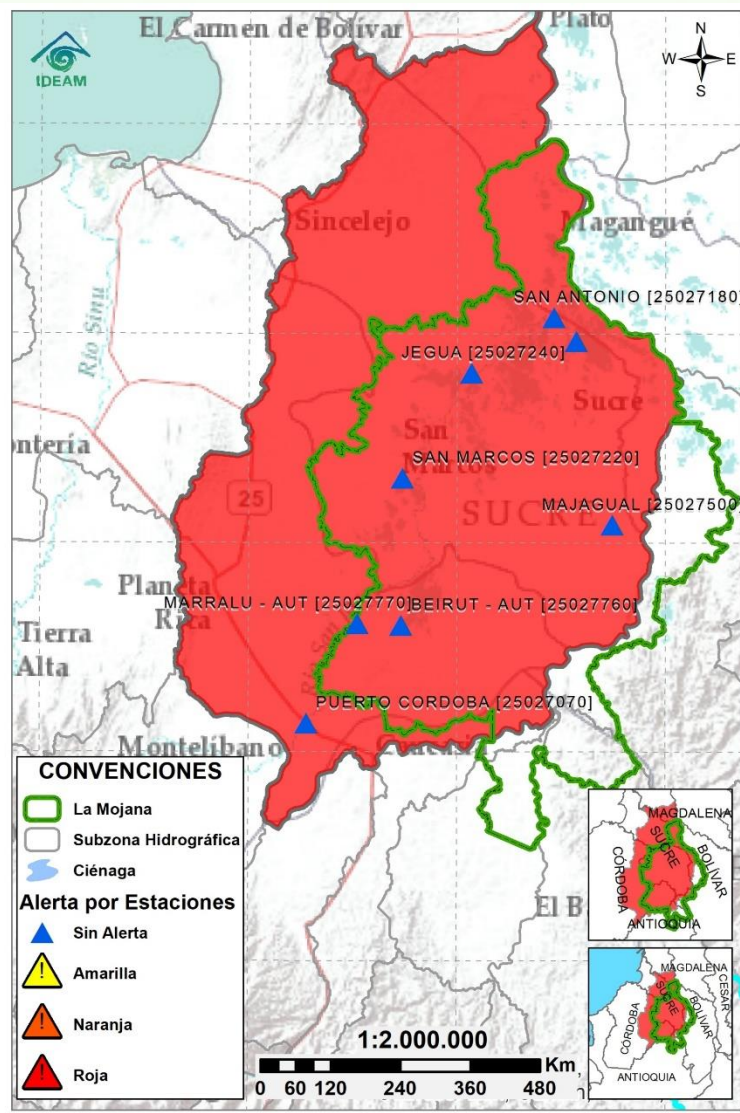 El Carmen de Bolívar
Plato
IDEAM
N
W
E
S
Sincelejo
Magangué
Río Sinu
SAN ANTONIO [25027180]
JEGUA [25027240]
Sucre
San
Marcos
SAN MARCOS [25027220]
25
SUCRE
MAJAGUAL [25027500]
Planeta
Rica
MARRALU - AUT [25027770]
BEIRUT - AUT [25027760]
Tierra
Alta
PUERTO CORDOBA [25027070]
Montelíbano
CONVENCIONES
La Mojana
Subzona Hidrográfica
Ciénaga
Alerta por Estaciones
Sin Alerta
Amarilla
Naranja
Roja
El B
1:2.000.000
Km
0 60 120 240 360 480
MAGDALENA
SUCRE
BOLÍVAR
CÓRDOBA
ANTIOQUIA
MAGDALENA
CESAR
SUCRE
BOLÍVAR
CORDOBA
ANTIOQUIA